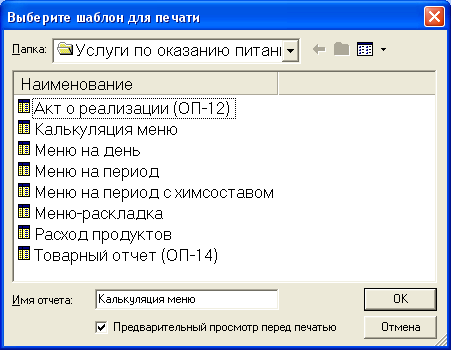 Выберите шаблон для печати
Папка: Услуги по оказанию питан
Наименование
Акт о реализации (ОП-12)
Калькуляция меню
Меню на день
Меню на период
Меню на период с химсоставом
Меню-раскладка
Расход продуктов
Товарный отчет (ОП-14)
Имя отчета: Калькуляция меню ОК
Предварительный просмотр перед печатью Отмена